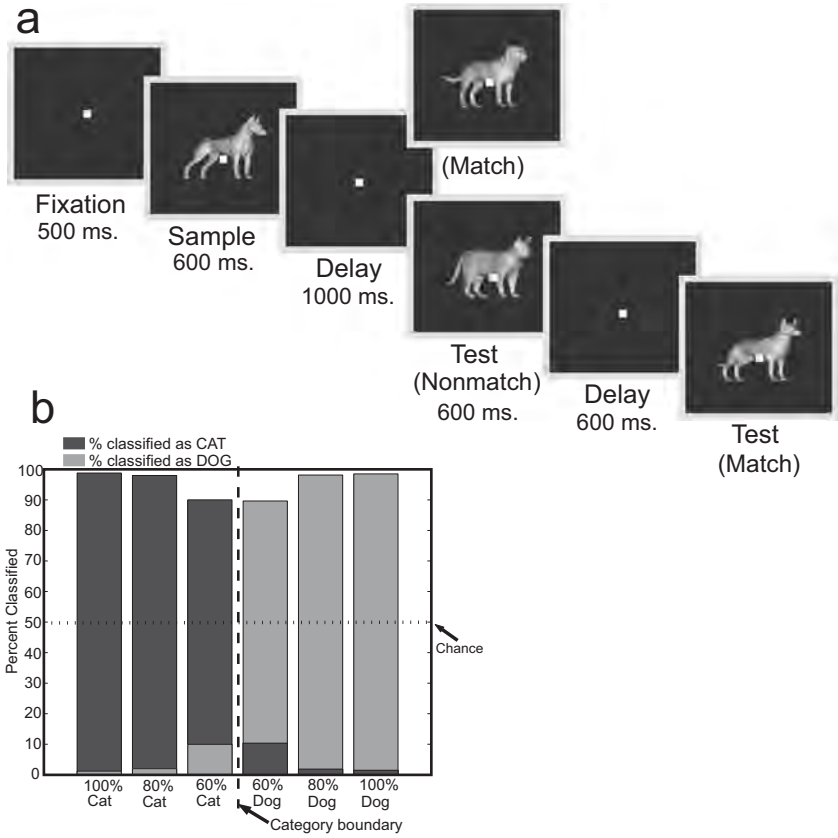 a
Fixation
500 ms.
Sample
600 ms.
Delay
1000 ms.
(Match)
Test
(Nonmatch)
600 ms.
Delay
600 ms.
Test
(Match)
b
% classified as CAT
% classified as DOG
Percent Classified
100
90
80
70
60
50
40
30
20
10
0
Chance
100% 80% 60% 60% 80% 100%
Cat Cat Cat Dog Dog Dog
Category boundary